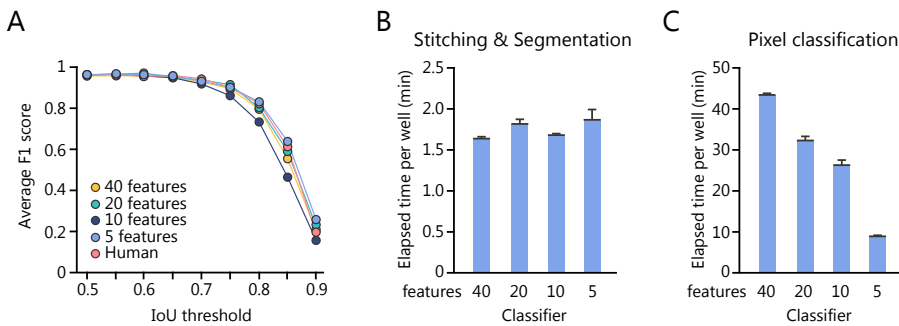 A
Average F1 score
1
0.8
0.6
0.4
0.2
0
40 features
20 features
10 features
5 features
Human
0.5 0.6 0.7 0.8 0.9
IoU threshold
B
Stitching & Segmentation
Elapsed time per well (min)
2.5
2.0
1.5
1.0
0.5
0
features 40 20 10 5
Classifier
C
Pixel classification
Elapsed time per well (min)
50
40
30
20
10
0
features 40 20 10 5
Classifier